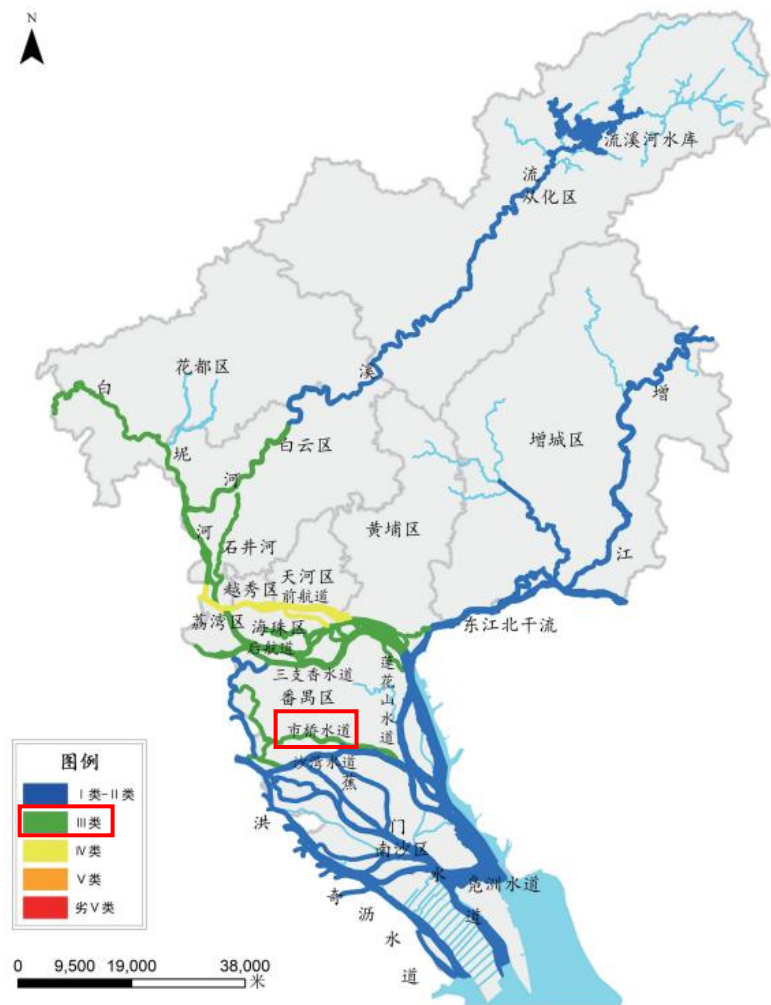 N
流溪河水库
流
从化区
花都区
溪
白
增
坭
白云区
增城区
河
河
石井河
黄埔区
江
天河区
越秀区
前航道
荔湾区
海珠区
东江北干流
后航道
三支香水道
莲花山水道
番禺区
市桥水道
沙湾水道
蕉
图例
Ⅰ类-Ⅱ类
Ⅲ类
Ⅳ类
Ⅴ类
劣Ⅴ类
洪
门
南沙区
水
凫洲水道
奇
道
沥
水
道
0 9,500 19,000 38,000
米